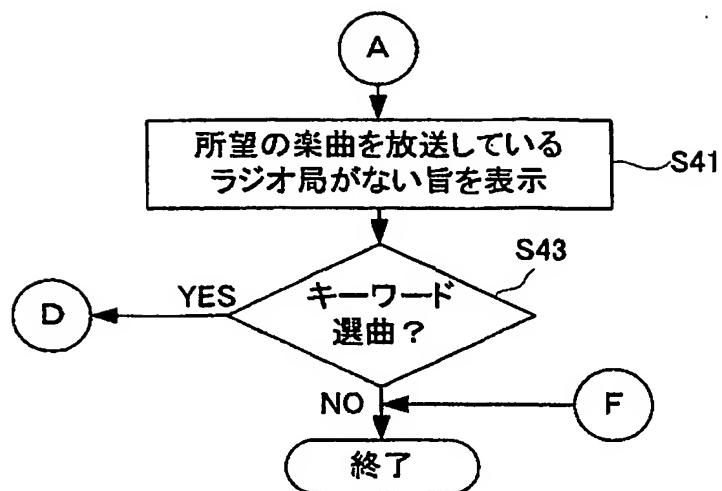 A
所望の楽曲を放送している
ラジオ局がない旨を表示
S41
S43
キーワード
選曲？
YES
D
NO
F
終了